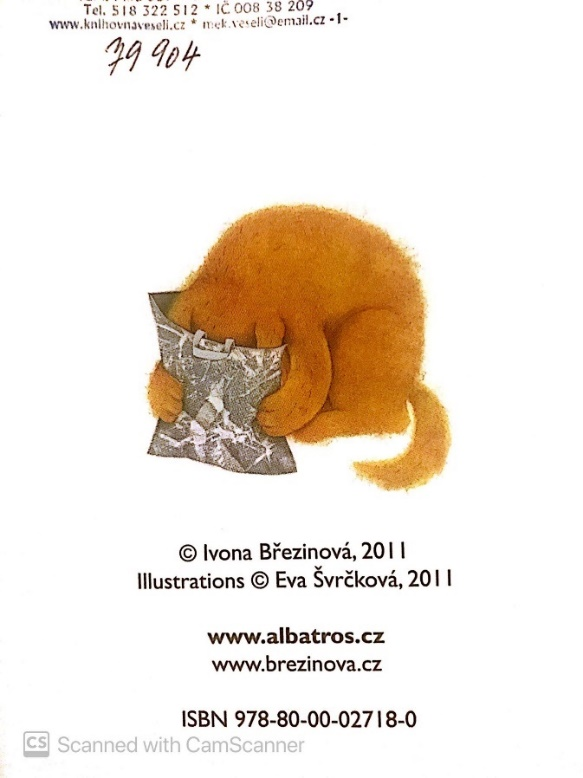 Tel. 518 322 512 * IČ 008 38 209
www.knihovnaveseli.cz * mek.veseli@email.cz -1-
79 904
© Ivona Březinová, 2011
Illustrations © Eva Švrčková, 2011
www.albatros.cz
www.brezinova.cz
ISBN 978-80-00-02718-0
CS Scanned with CamScanner